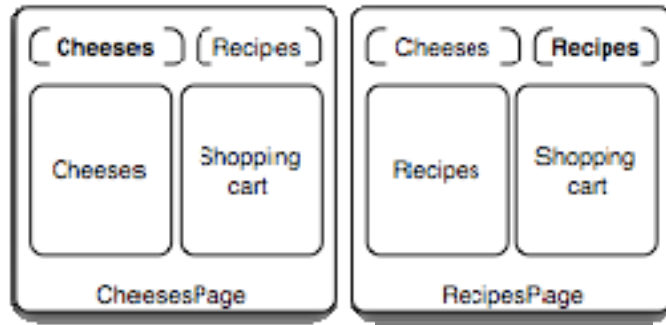 Cheeses Recipes
Cheeses
Shopping
cart
CheesesPage
Cheeses Recipes
Recipes
Shopping
cart
RecipesPage